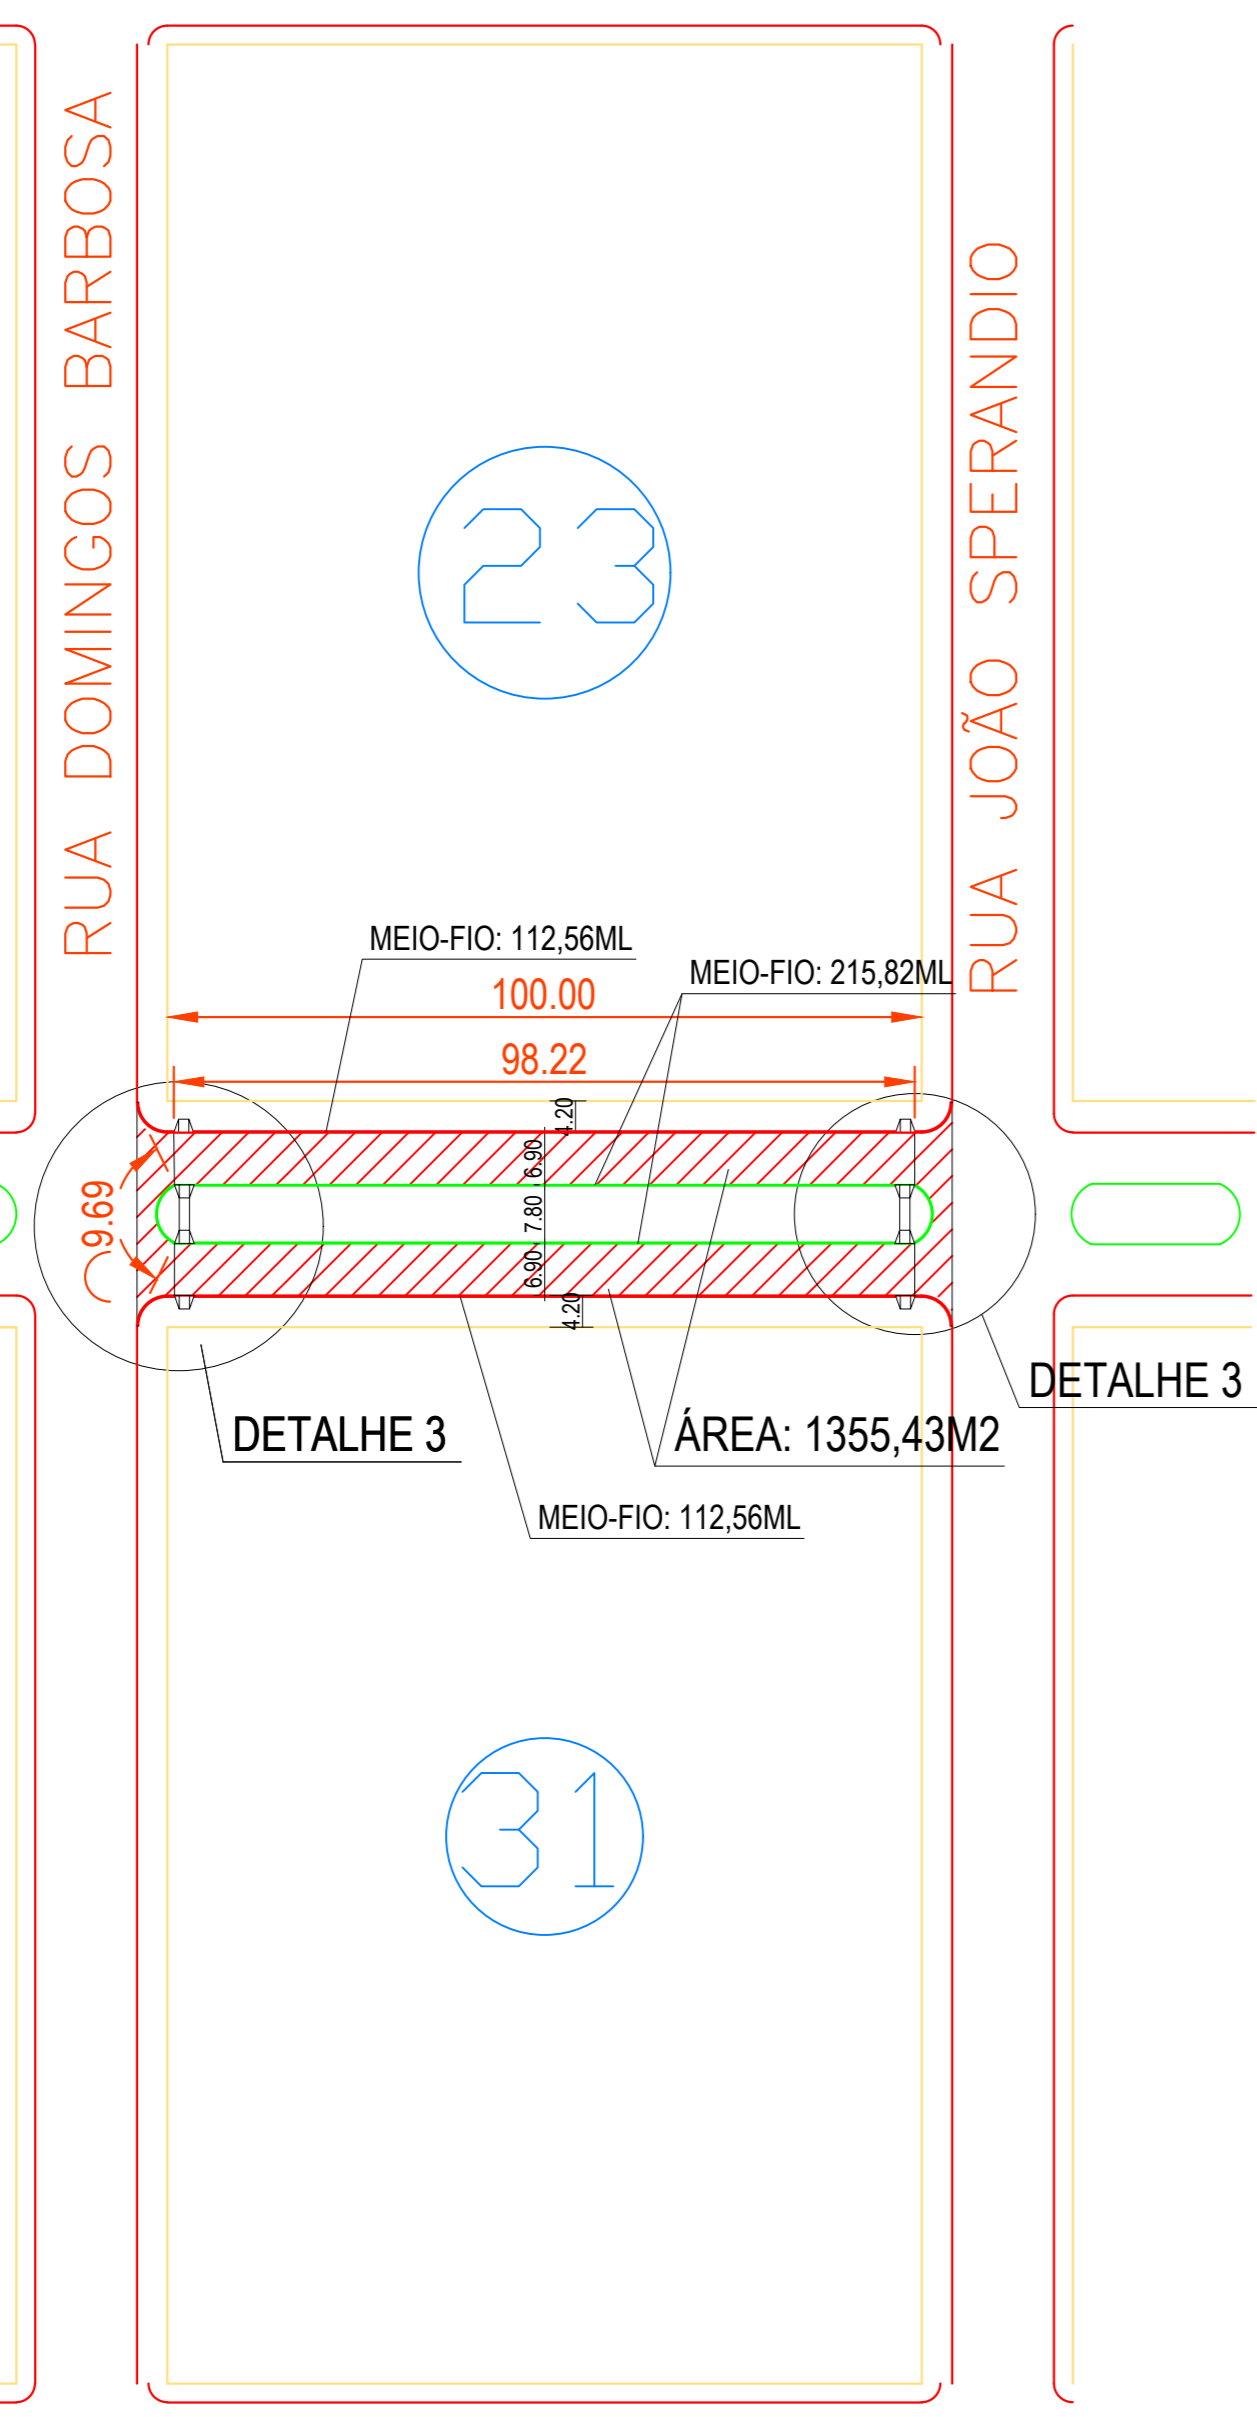 RUA DOMINGOS BARBOSA
RUA JOÃO SPERANDIO
23
MEIO-FIO: 112,56ML
MEIO-FIO: 215,82ML
100.00
98.22
4.20
6.90
7.80
6.90
4.20
9.69
DETALHE 3
DETALHE 3
ÁREA: 1355,43M2
MEIO-FIO: 112,56ML
31